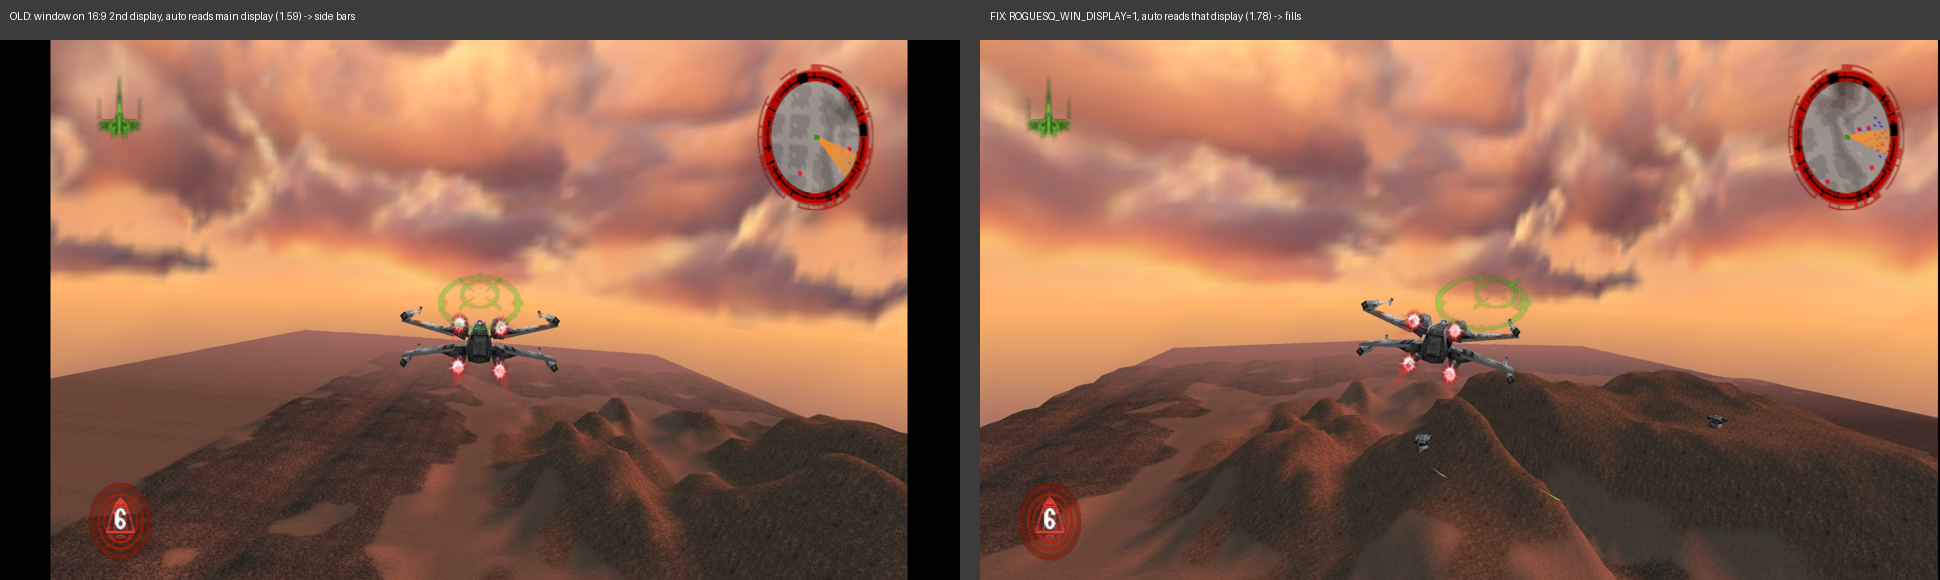 OLD: window on 16:9 2nd display, auto reads main display (1.59) -> side bars
FIX: ROGUESQ_WIN_DISPLAY=1, auto reads that display (1.78) -> fills
6
6